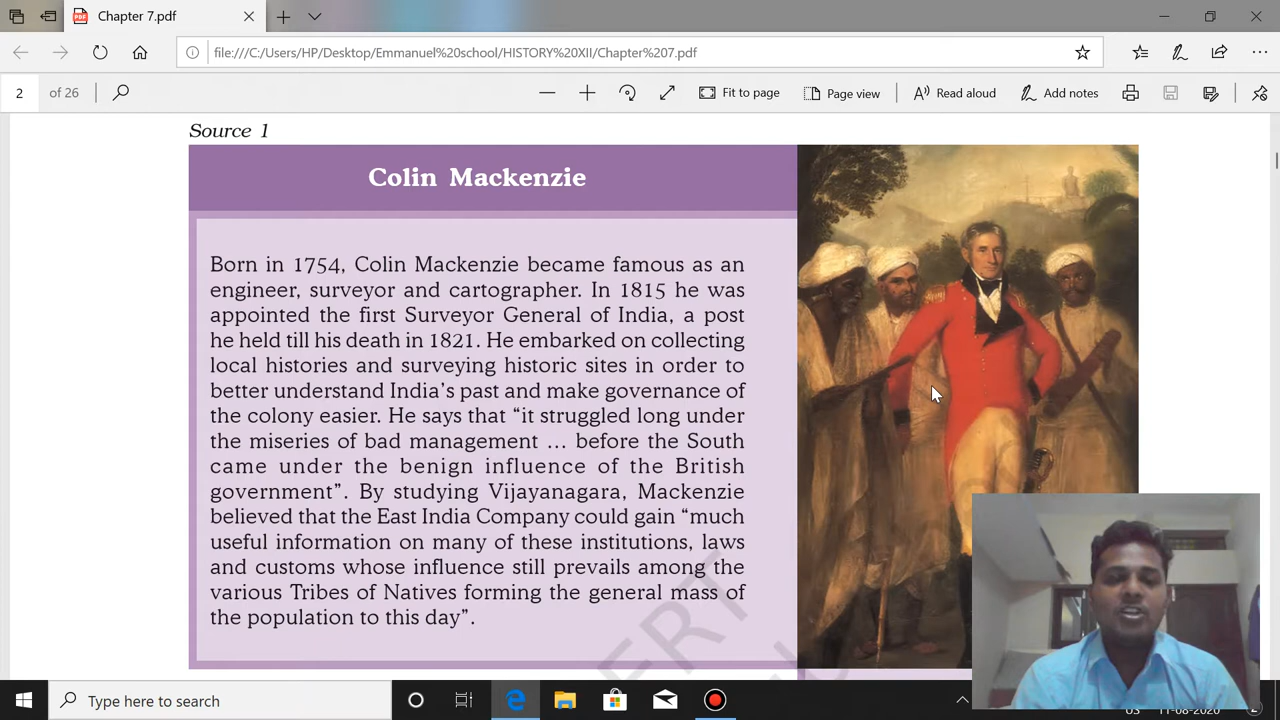 Chapter 7.pdf
file:///C:/Users/HP/Desktop/Emmanuel%20school/HISTORY%20XII/Chapter%207.pdf
2 of 26
Fit to page
Page view
Read aloud
Add notes
Source 1
Colin Mackenzie
Born in 1754, Colin Mackenzie became famous as an
engineer, surveyor and cartographer. In 1815 he was
appointed the first Surveyor General of India, a post
he held till his death in 1821. He embarked on collecting
local histories and surveying historic sites in order to
better understand India's past and make governance of
the colony easier. He says that “it struggled long under
the miseries of bad management … before the South
came under the benign influence of the British
government”. By studying Vijayanagara, Mackenzie
believed that the East India Company could gain “much
useful information on many of these institutions, laws
and customs whose influence still prevails among the
various Tribes of Natives forming the general mass of
the population to this day”.
Type here to search